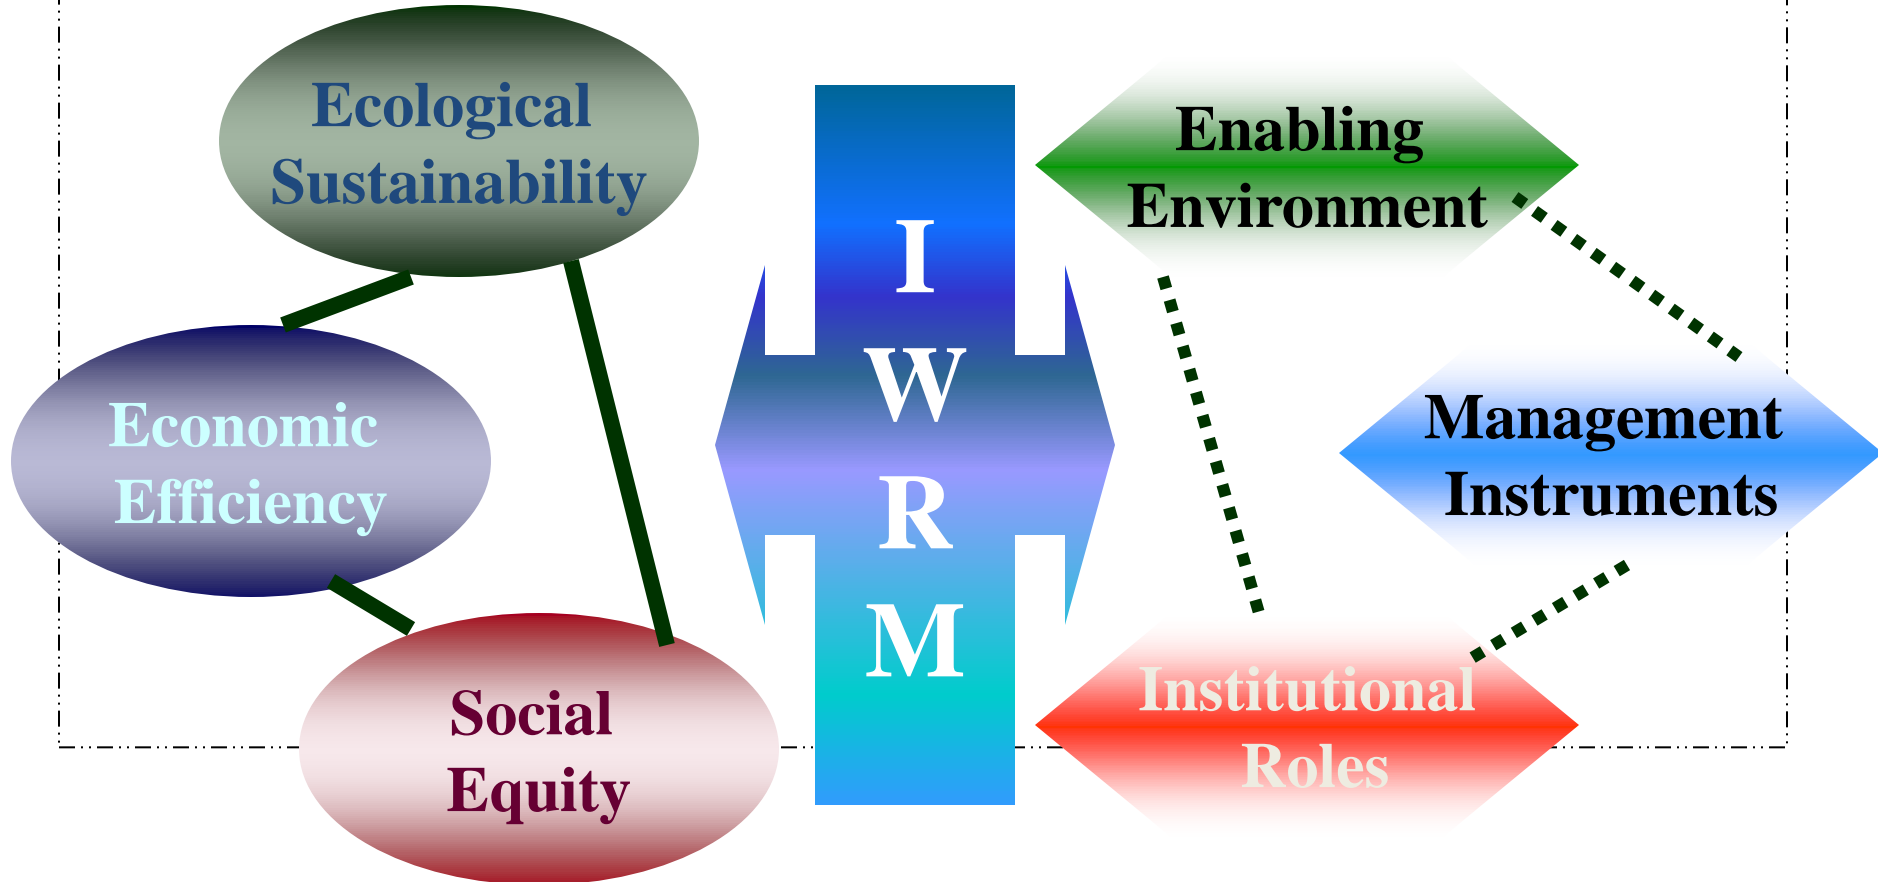 Ecological
Sustainability
Economic
Efficiency
Social
Equity
I
W
R
M
Enabling
Environment
Management
Instruments
Institutional
Roles